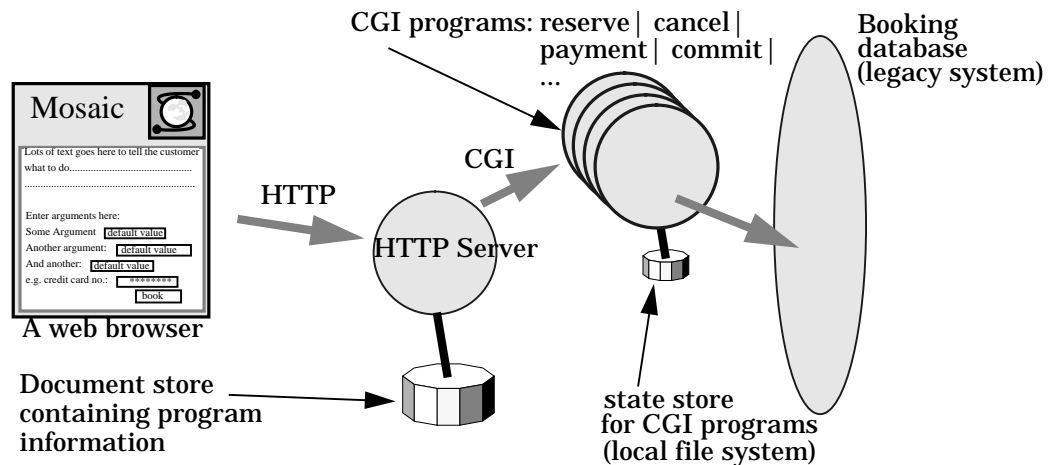 CGI programs: reserve| cancel|
payment| commit|
...
Booking
database
(legacy system)
Mosaic
Lots of text goes here to tell the customer
what to do............................................
..............................................................
Enter arguments here:
Some Argument default value
Another argument: default value
And another: default value
e.g. credit card no.: ********
book
A web browser
HTTP
CGI
HTTP Server
Document store
containing program
information
state store
for CGI programs
(local file system)